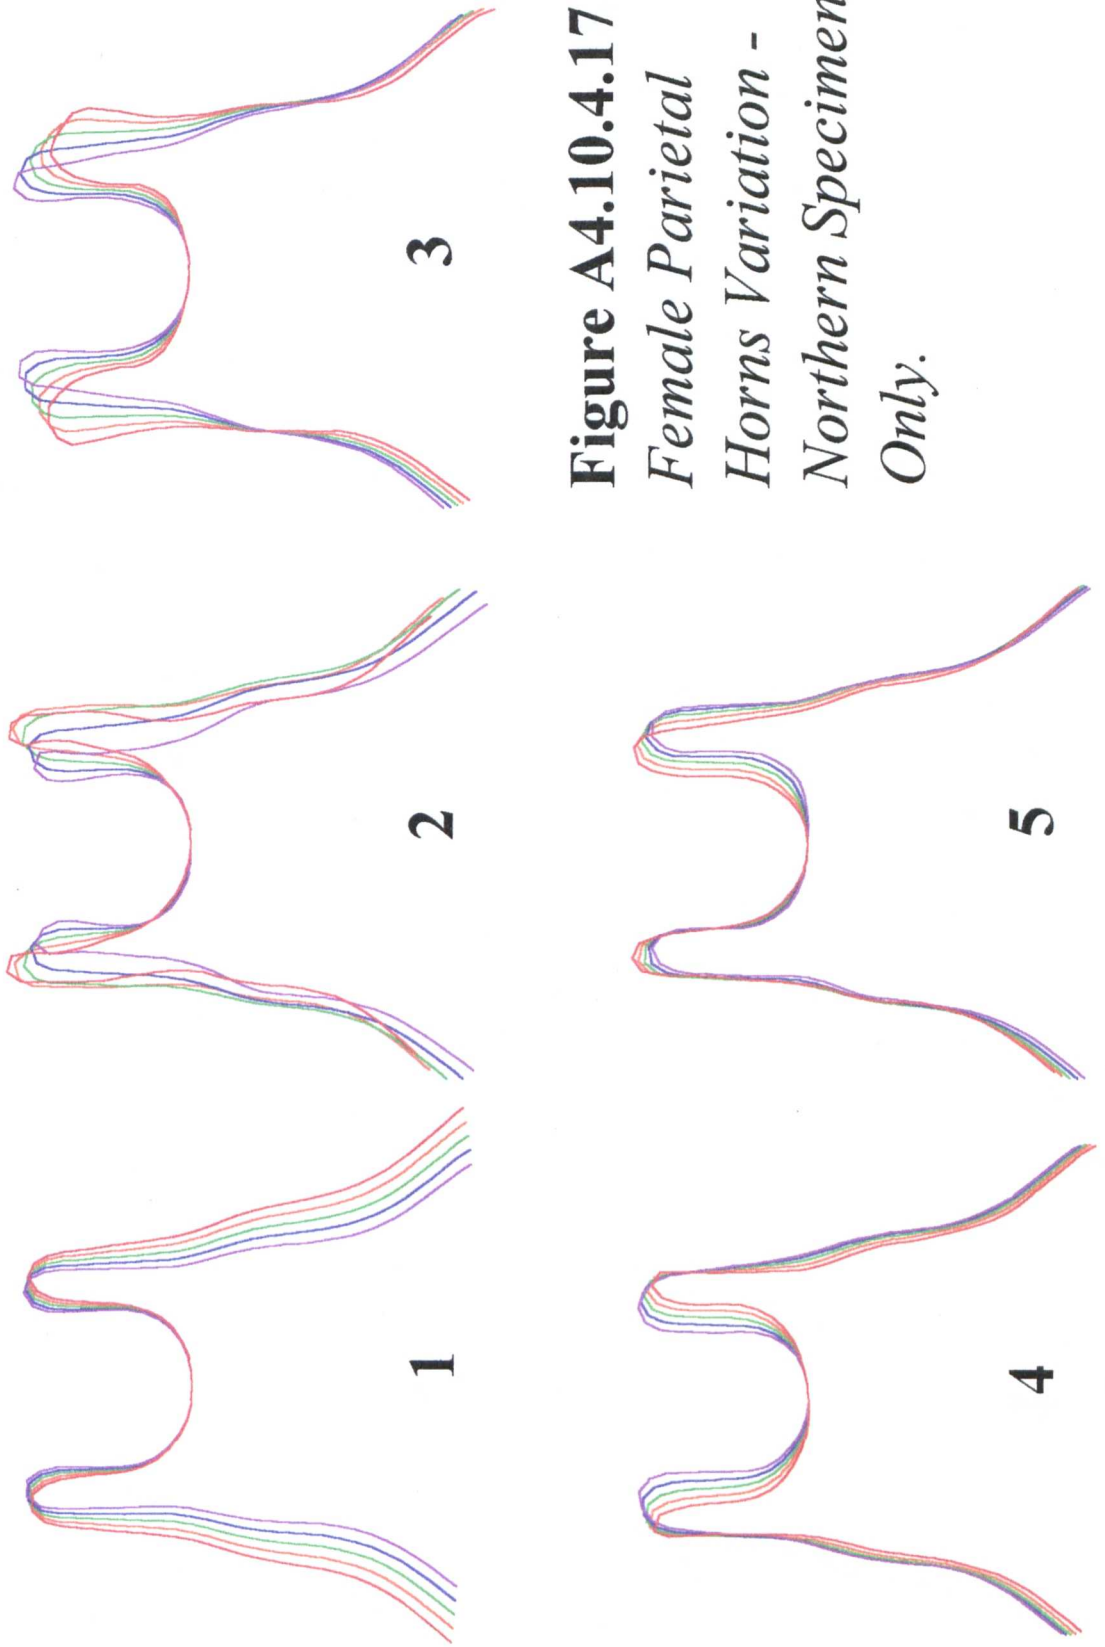 1
2
3
4
5
Figure A4.10.4.17
Female Parietal
Horns Variation -
Northern Specimen
Only.